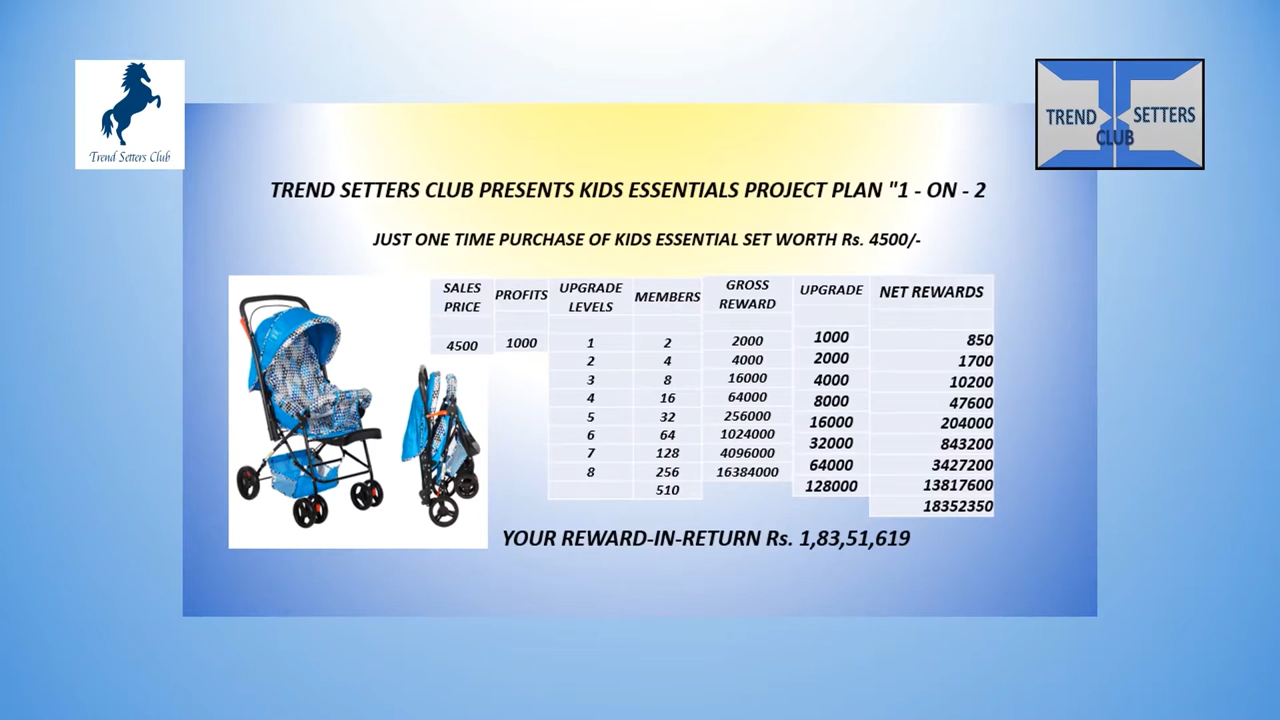 Trend Setters Club
TREND SETTERS
CLUB
TREND SETTERS CLUB PRESENTS KIDS ESSENTIALS PROJECT PLAN "1 - ON - 2
JUST ONE TIME PURCHASE OF KIDS ESSENTIAL SET WORTH Rs. 4500/-
SALES PRICE PROFITS UPGRADE LEVELS MEMBERS GROSS REWARD UPGRADE NET REWARDS
4500 1000 1 2 2000 1000 850
2 4 4000 2000 1700
3 8 16000 4000 10200
4 16 64000 8000 47600
5 32 256000 16000 204000
6 64 1024000 32000 843200
7 128 4096000 64000 3427200
8 256 16384000 128000 13817600
510 18352350
YOUR REWARD-IN-RETURN Rs. 1,83,51,619